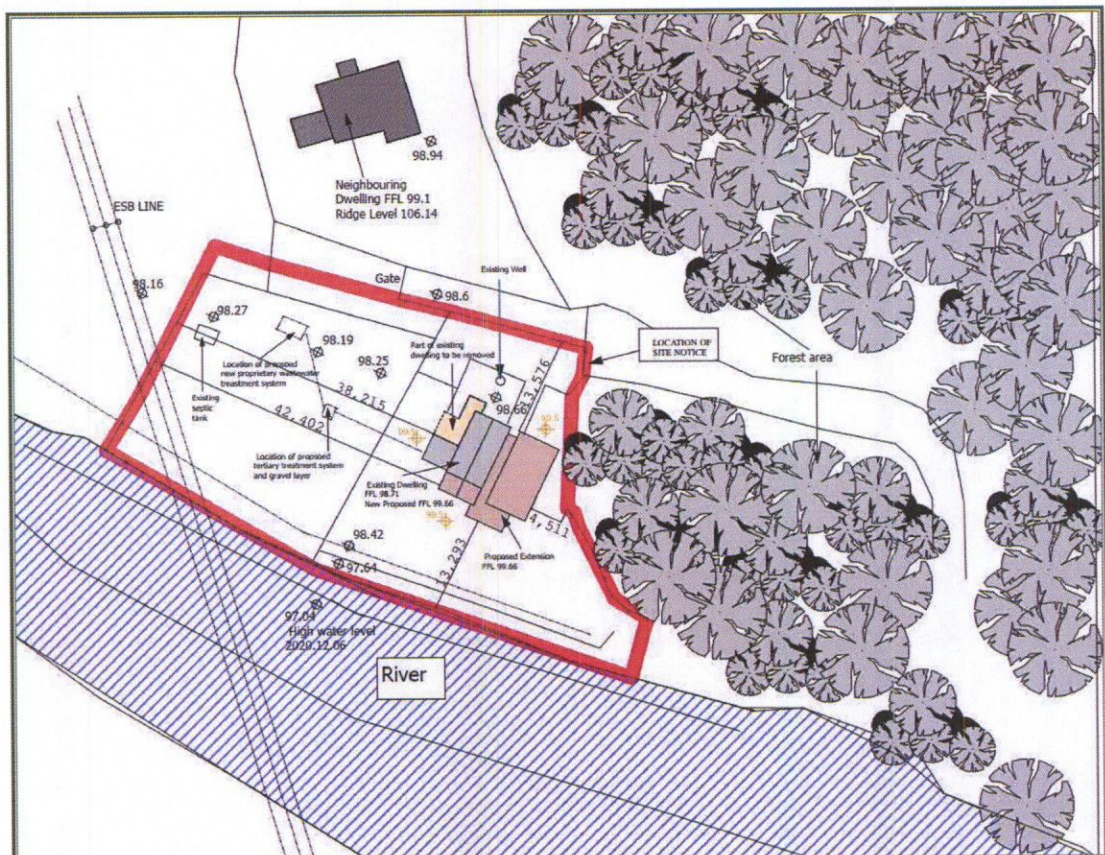 98.94
Neighbouring
Dwelling FFL 99.1
Ridge Level 106.14
ESB LINE
98.16
Gate
Existing Well
98.6
98.27
98.19
98.25
Part of existing
dwelling to be removed
LOCATION OF
SITE NOTICE
Forest area
Location of proposed
new proprietary wastewater
treastment system
Existing
septic
tank
38,215
42,402
13,576
98.66
Location of propsoed
tertiary treatment system
and gravel layer
Existing Dwelling
FFL 98.71
New Proposed FFL 99.66
4,511
Proposed Extension
FFL 99.66
13,293
98.42
97.64
97.04
High water level
2020.12.06
River